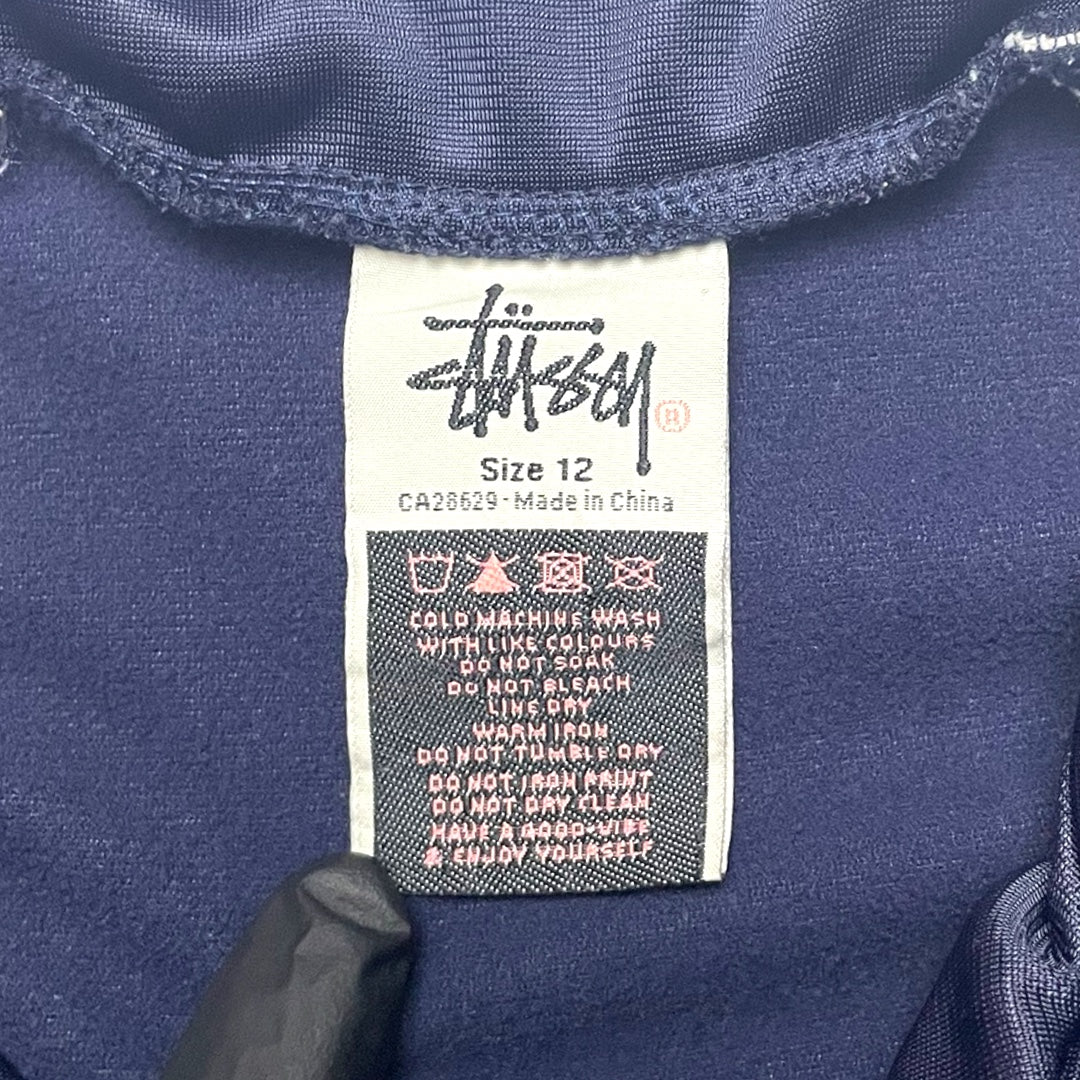 Stüssy ®
Size 12
CA28629 - Made in China
COLD MACHINE WASH
WITH LIKE COLOURS
DO NOT SOAK
DO NOT BLEACH
LINE DRY
WARM IRON
DO NOT TUMBLE DRY
DO NOT IRON PRINT
DO NOT DRY CLEAN
HAVE A GOOD-VIBE
& ENJOY YOURSELF